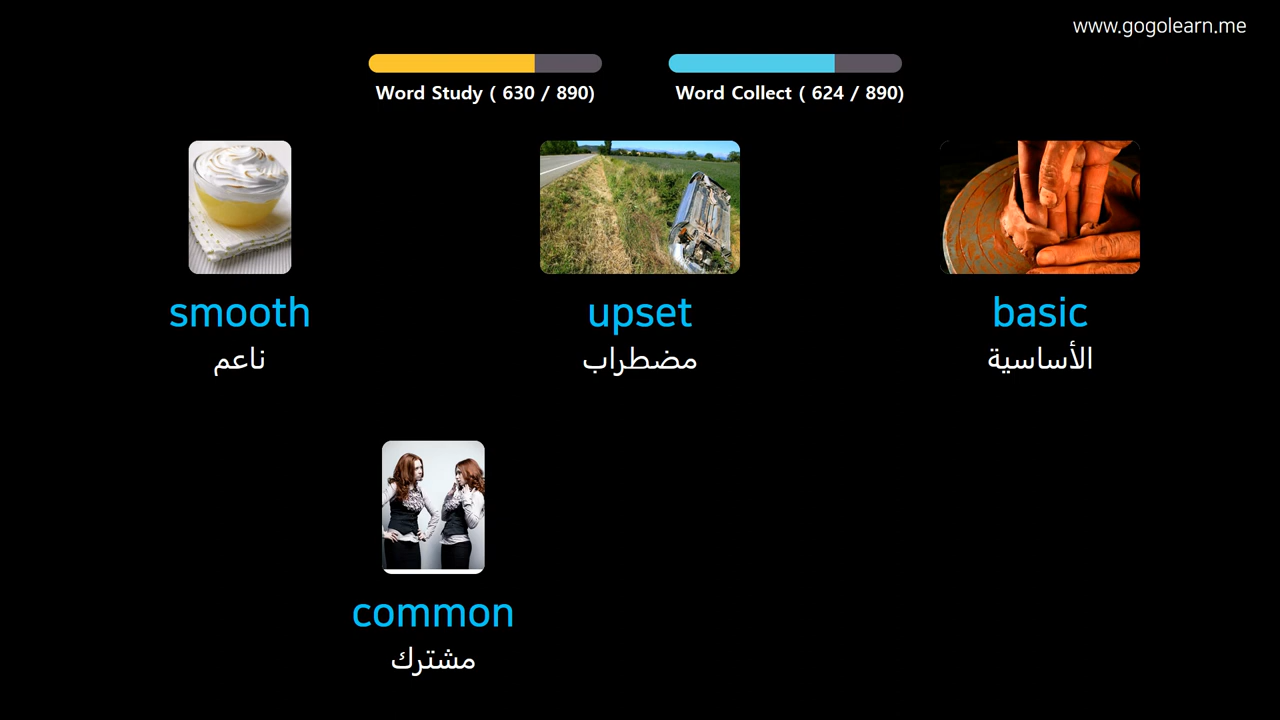 www.gogolearn.me
Word Study ( 630 / 890)
Word Collect ( 624 / 890)
smooth
ناعم
upset
مضطراب
basic
الأساسية
common
مشترك